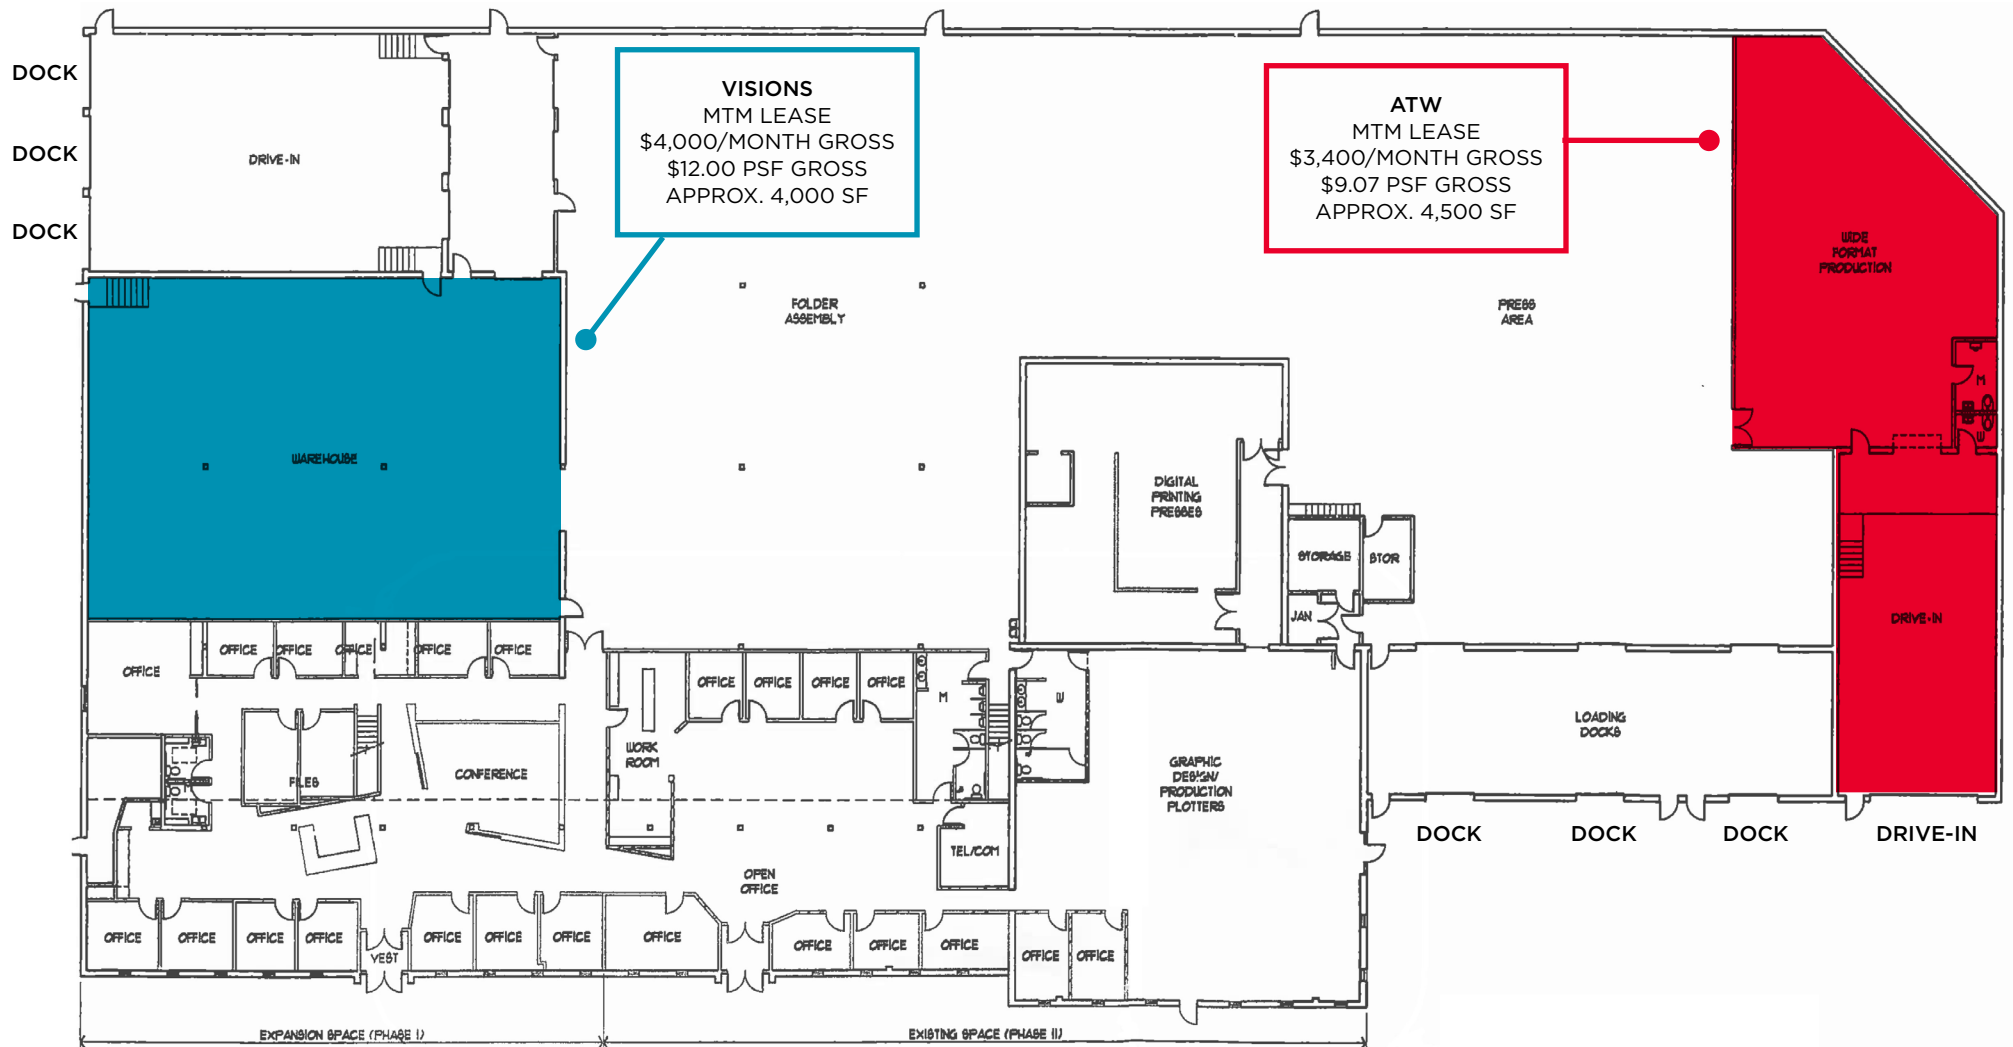 DOCK
DOCK
DOCK
DRIVE-IN
VISIONS
MTM LEASE
$4,000/MONTH GROSS
$12.00 PSF GROSS
APPROX. 4,000 SF
ATW
MTM LEASE
$3,400/MONTH GROSS
$9.07 PSF GROSS
APPROX. 4,500 SF
WIDE
FORMAT
PRODUCTION
FOLDER
ASSEMBLY
PRESS
AREA
M
W
WAREHOUSE
DIGITAL
PRINTING
PRESSES
STORAGE
STOR
JAN
DRIVE-IN
OFFICE
OFFICE
OFFICE
OFFICE
OFFICE
OFFICE
OFFICE
OFFICE
OFFICE
OFFICE
M
W
WORK
ROOM
FILES
CONFERENCE
GRAPHIC
DESIGN/
PRODUCTION
PLOTTERS
LOADING
DOCKS
DOCK
DOCK
DOCK
DRIVE-IN
TEL/COM
OPEN
OFFICE
OFFICE
OFFICE
OFFICE
OFFICE
VEST
OFFICE
OFFICE
OFFICE
OFFICE
OFFICE
OFFICE
OFFICE
OFFICE
OFFICE
EXPANSION SPACE (PHASE I)
EXISTING SPACE (PHASE II)